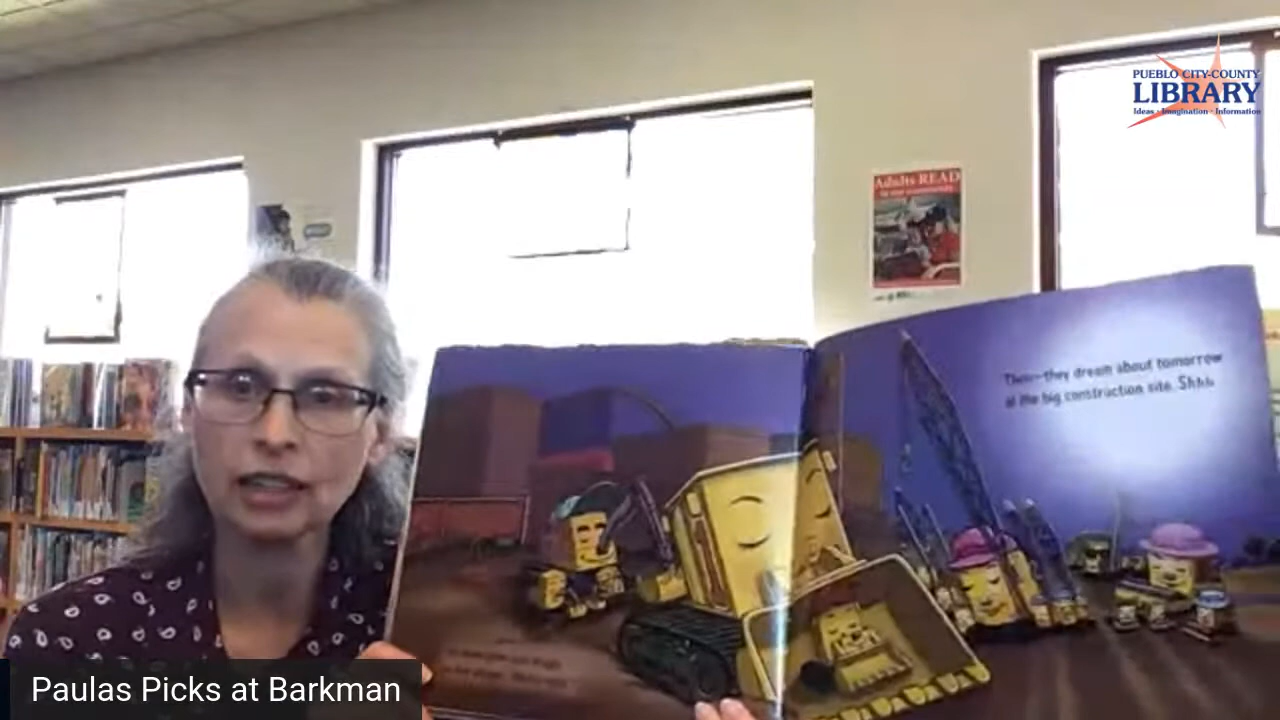 PUEBLO CITY-COUNTY
LIBRARY
Ideas • Imagination • Information
Adults READ
Then—they dream about tomorrow
at the big construction site. Shhh
Paulas Picks at Barkman